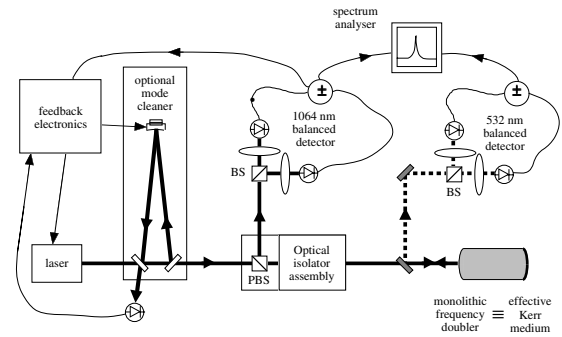 spectrum
analyser
optional
mode
cleaner
feedback
electronics
±
1064 nm
balanced
detector
±
532 nm
balanced
detector
BS
BS
laser
PBS
Optical
isolator
assembly
monolithic
frequency
doubler
≡
effective
Kerr
medium